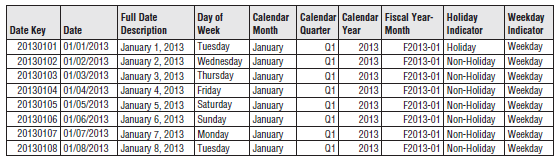 Date Key | Date | Full Date Description | Day of Week | Calendar Month | Calendar Quarter | Calendar Year | Fiscal Year-Month | Holiday Indicator | Weekday Indicator
20130101 | 01/01/2013 | January 1, 2013 | Tuesday | January | Q1 | 2013 | F2013-01 | Holiday | Weekday
20130102 | 01/02/2013 | January 2, 2013 | Wednesday | January | Q1 | 2013 | F2013-01 | Non-Holiday | Weekday
20130103 | 01/03/2013 | January 3, 2013 | Thursday | January | Q1 | 2013 | F2013-01 | Non-Holiday | Weekday
20130104 | 01/04/2013 | January 4, 2013 | Friday | January | Q1 | 2013 | F2013-01 | Non-Holiday | Weekday
20130105 | 01/05/2013 | January 5, 2013 | Saturday | January | Q1 | 2013 | F2013-01 | Non-Holiday | Weekday
20130106 | 01/06/2013 | January 6, 2013 | Sunday | January | Q1 | 2013 | F2013-01 | Non-Holiday | Weekday
20130107 | 01/07/2013 | January 7, 2013 | Monday | January | Q1 | 2013 | F2013-01 | Non-Holiday | Weekday
20130108 | 01/08/2013 | January 8, 2013 | Tuesday | January | Q1 | 2013 | F2013-01 | Non-Holiday | Weekday